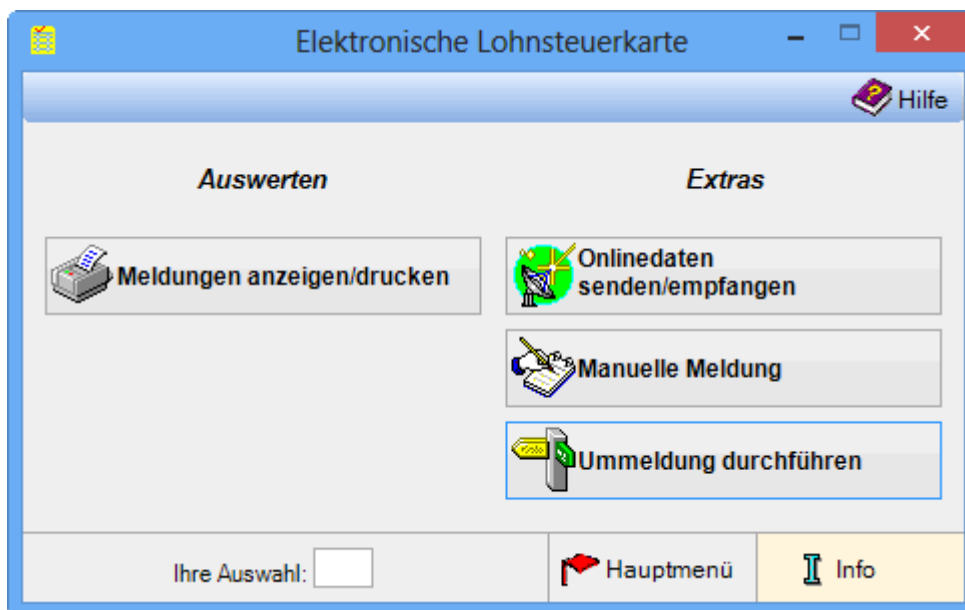 Elektronische Lohnsteuerkarte
Hilfe
Auswerten
Extras
Meldungen anzeigen/drucken
Onlinedaten
senden/empfangen
Manuelle Meldung
Ummeldung durchführen
Ihre Auswahl:
Hauptmenü
Info